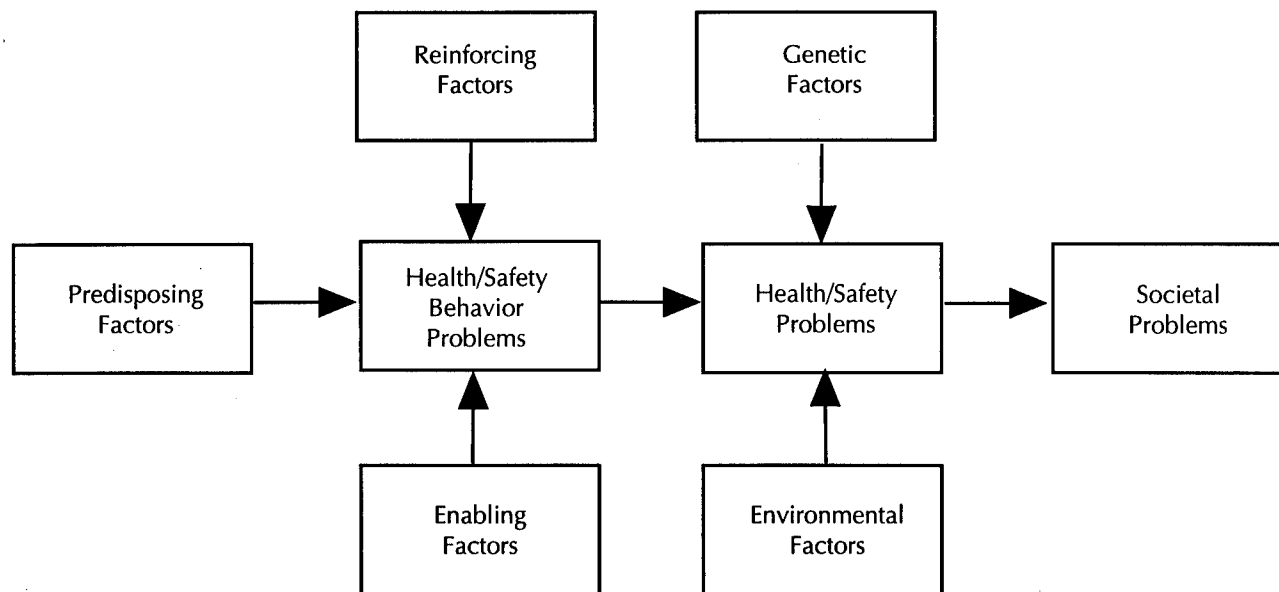 Reinforcing
Factors
Genetic
Factors
Predisposing
Factors
Health/Safety
Behavior
Problems
Health/Safety
Problems
Societal
Problems
Enabling
Factors
Environmental
Factors